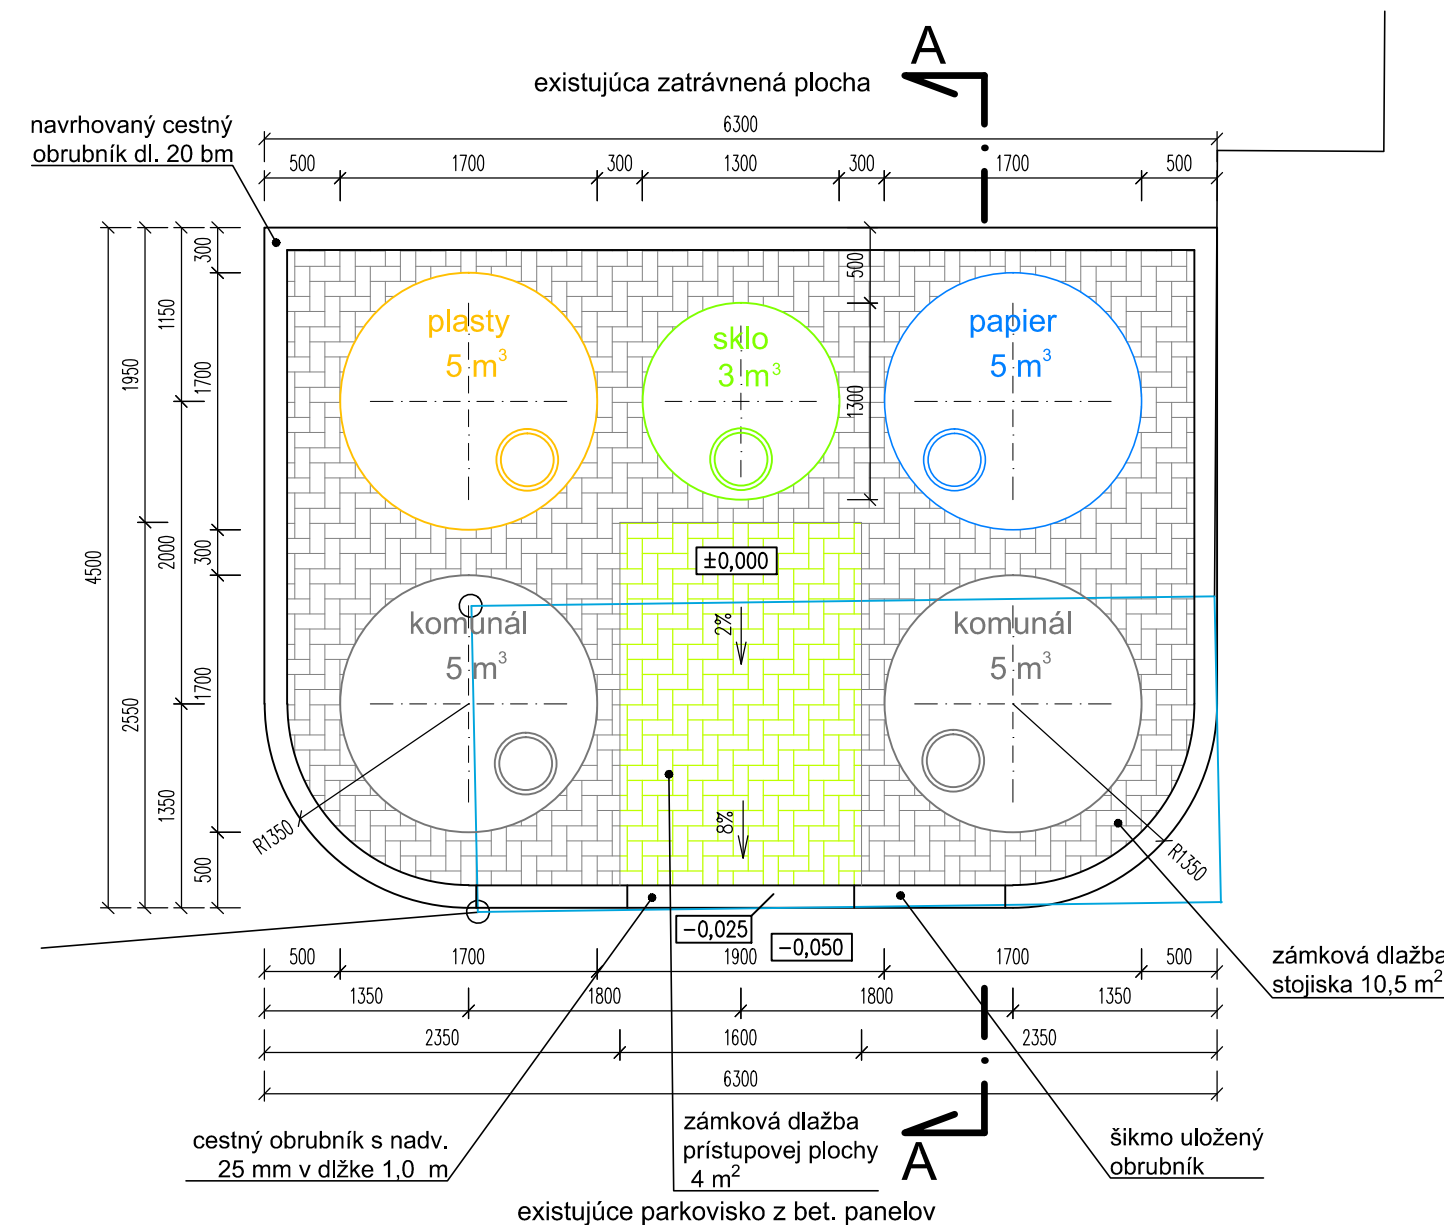 A
existujúca zatrávnená plocha
navrhovaný cestný
obrubník dl. 20 bm
6300
500 1700 300 1300 300 1700 500
4500
1950
2550
1150
2000
1350
300
1700
300
1700
500
500
1300
plasty
5 m³
sklo
3 m³
papier
5 m³
±0,000
2%
komunál
5 m³
komunál
5 m³
8%
R1350
R1350
−0,025
−0,050
500 1700 1900 1700 500
1350 1800 1800 1350
2350 1600 2350
6300
zámková dlažba
stojiska 10,5 m²
cestný obrubník s nadv.
25 mm v dĺžke 1,0 m
zámková dlažba
prístupovej plochy
4 m²
A
šikmo uložený
obrubník
existujúce parkovisko z bet. panelov